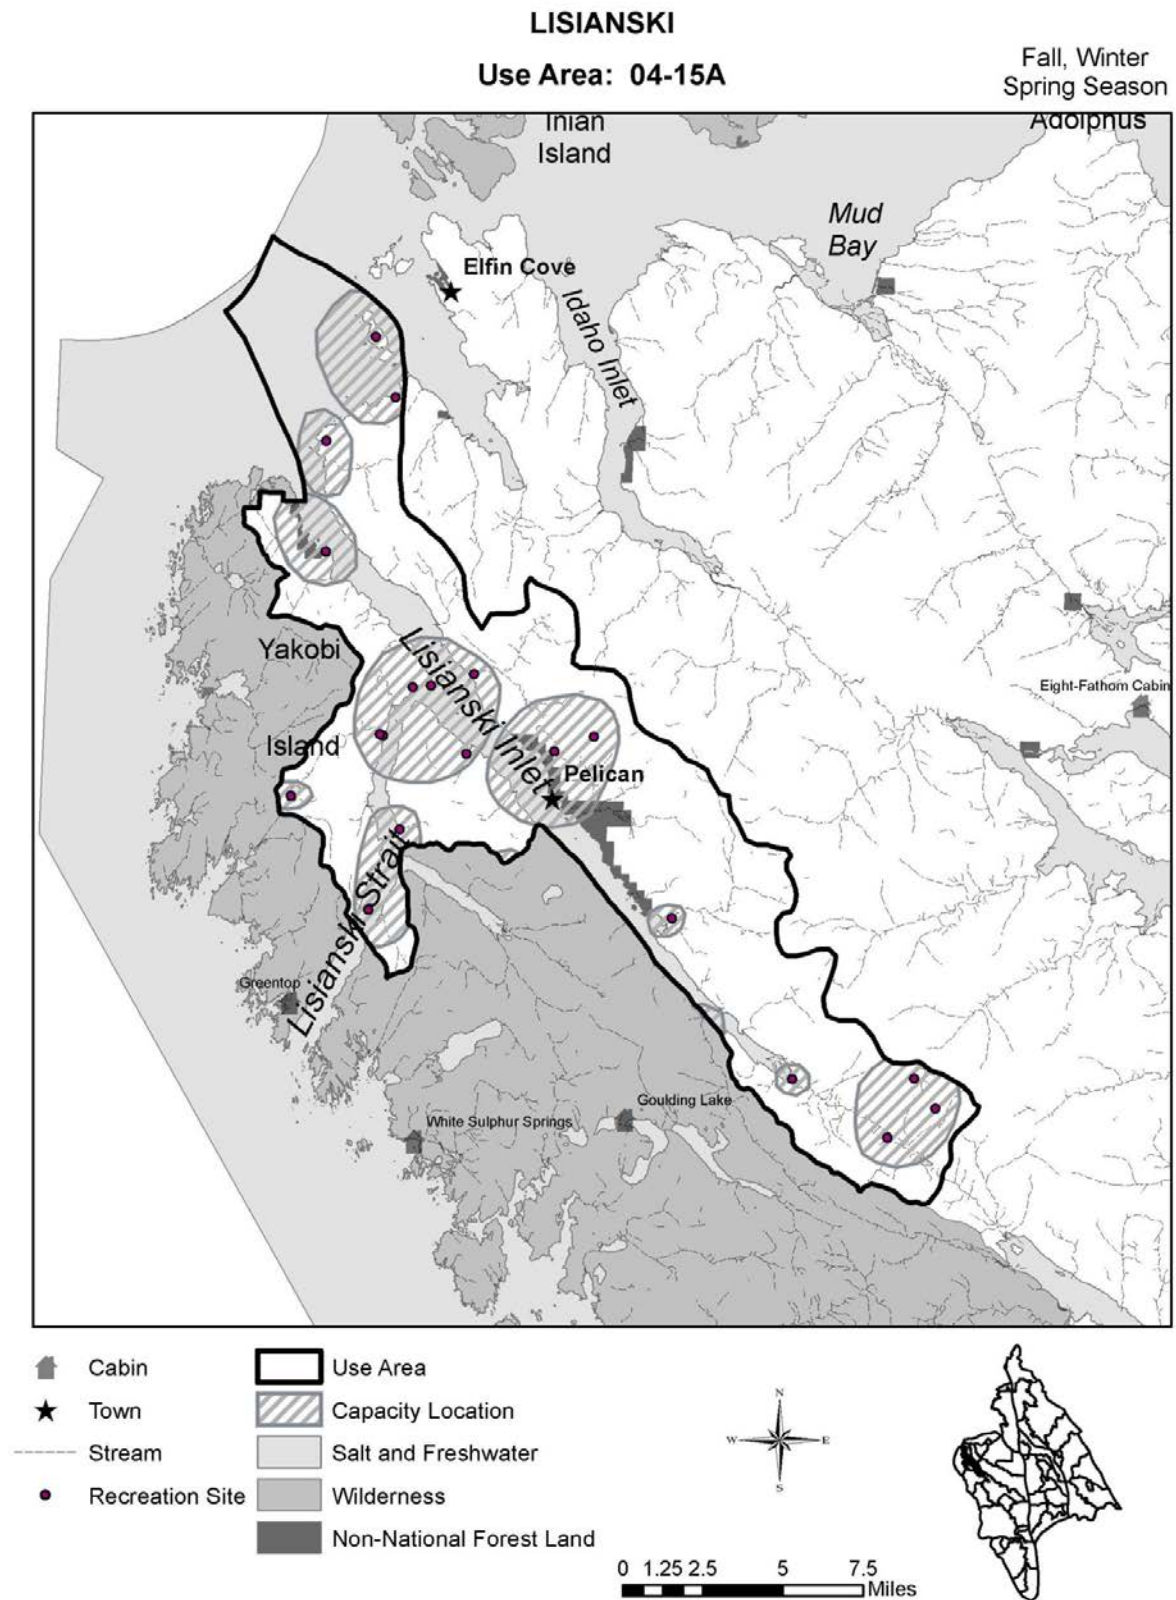 LISIANSKI
Use Area: 04-15A
Fall, Winter
Spring Season
Inian
Island
Adolphus
Mud
Bay
Elfin Cove
Idaho Inlet
Yakobi
Island
Lisianski Inlet
Eight-Fathom Cabin
Pelican
Lisianski Strait
Greentop
White Sulphur Springs
Goulding Lake
Cabin
Town
Stream
Recreation Site
Use Area
Capacity Location
Salt and Freshwater
Wilderness
Non-National Forest Land
N
W
E
S
0 1.25 2.5 5 7.5
Miles